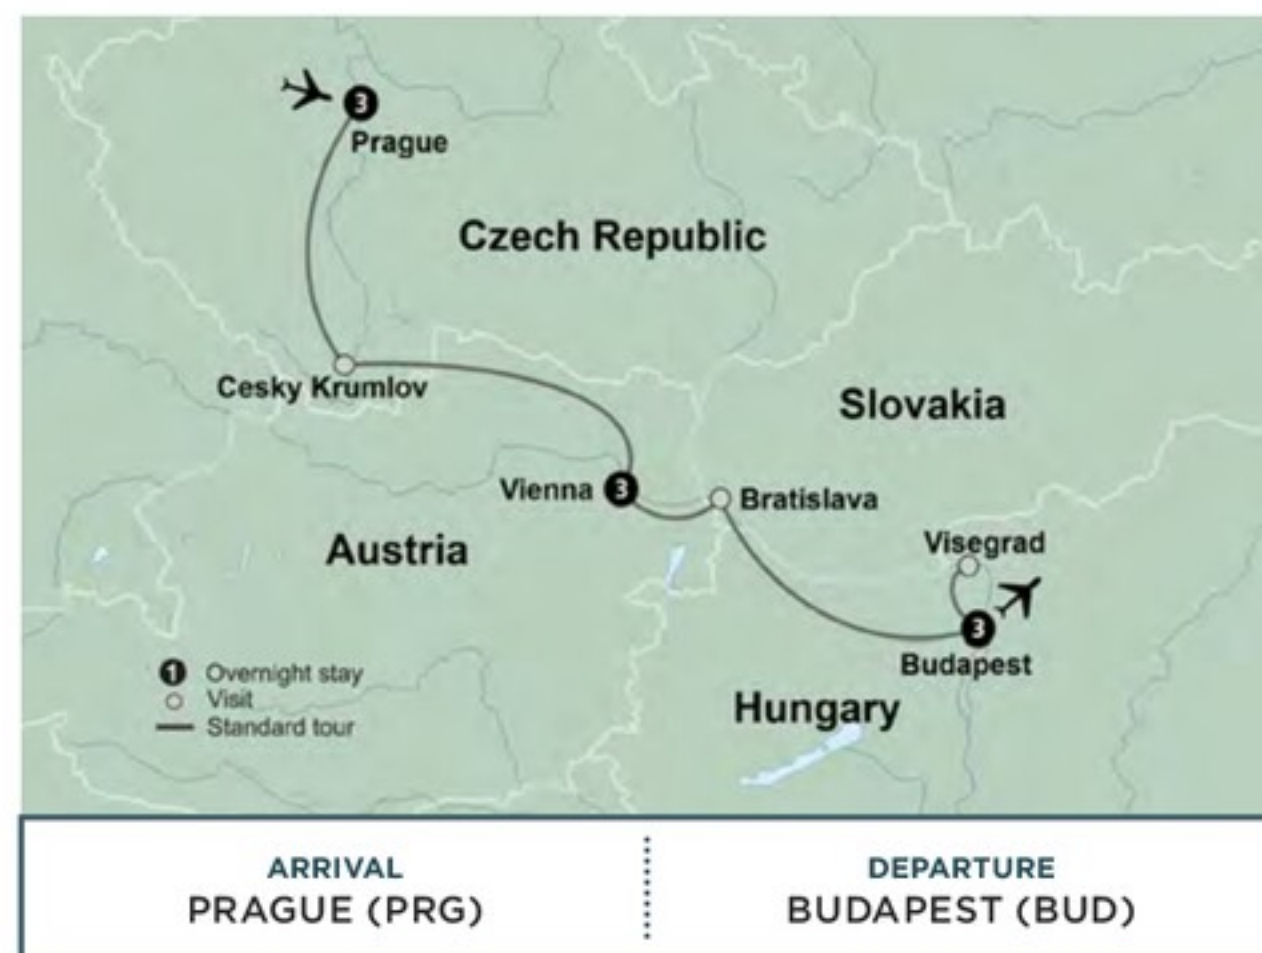 3
Prague
Czech Republic
Cesky Krumlov
Slovakia
Vienna 3
Bratislava
Austria
Visegrad
3
Budapest
1 Overnight stay
Visit
Standard tour
Hungary
ARRIVAL
PRAGUE (PRG)
DEPARTURE
BUDAPEST (BUD)